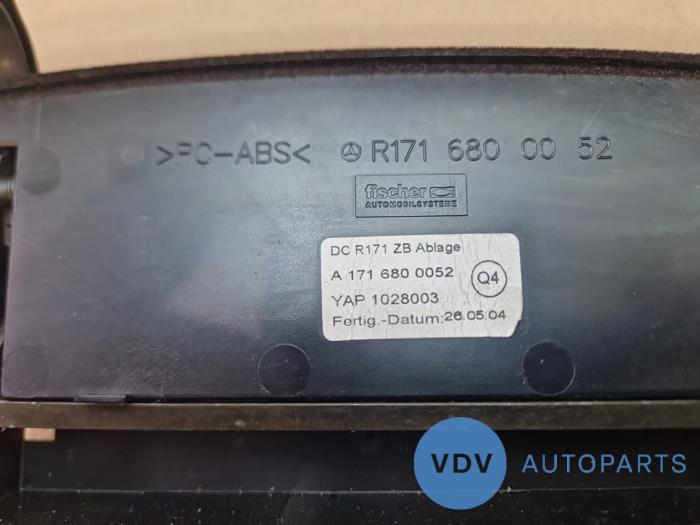 >PC-ABS< R171 680 00 52
fischer
AUTOMOBILSYSTEME
DC R171 ZB Ablage
A 171 680 0052
Q4
YAP 1028003
Fertig.-Datum:26.05.04
VDV AUTOPARTS